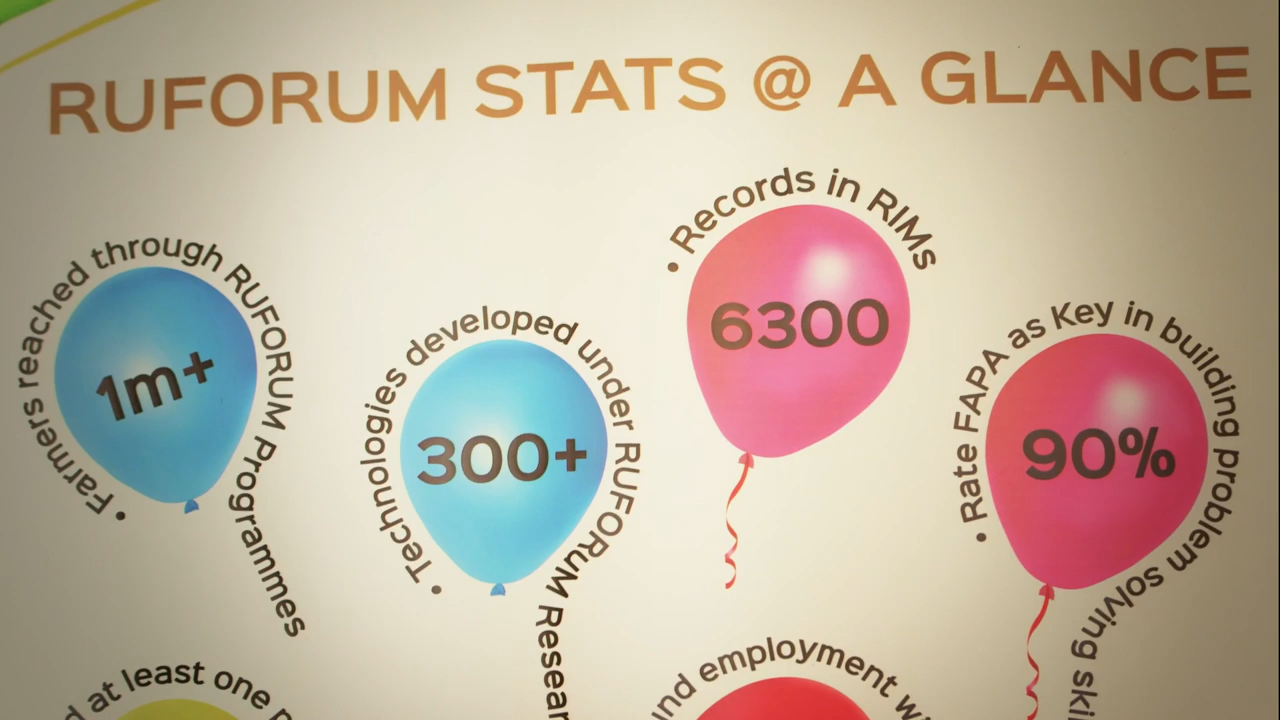 RUFORUM STATS @ A GLANCE
• Farmers reached through RUFORUM Programmes
1m+
• Technologies developed under RUFORUM
300+
• Records in RIMs
6300
• Rate FAPA as Key in building problem solving
90%
at least one
employment